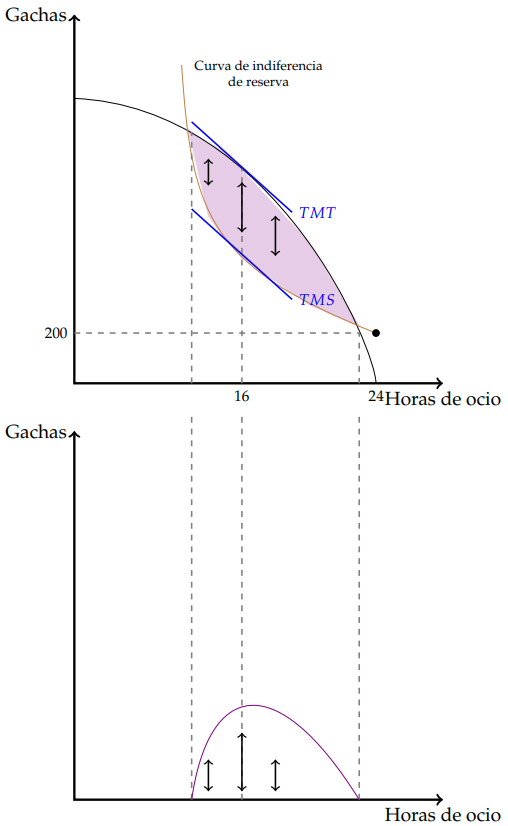 Gachas
Curva de indiferencia
de reserva
TMT
TMS
200
16
24
Horas de ocio
Gachas
Horas de ocio